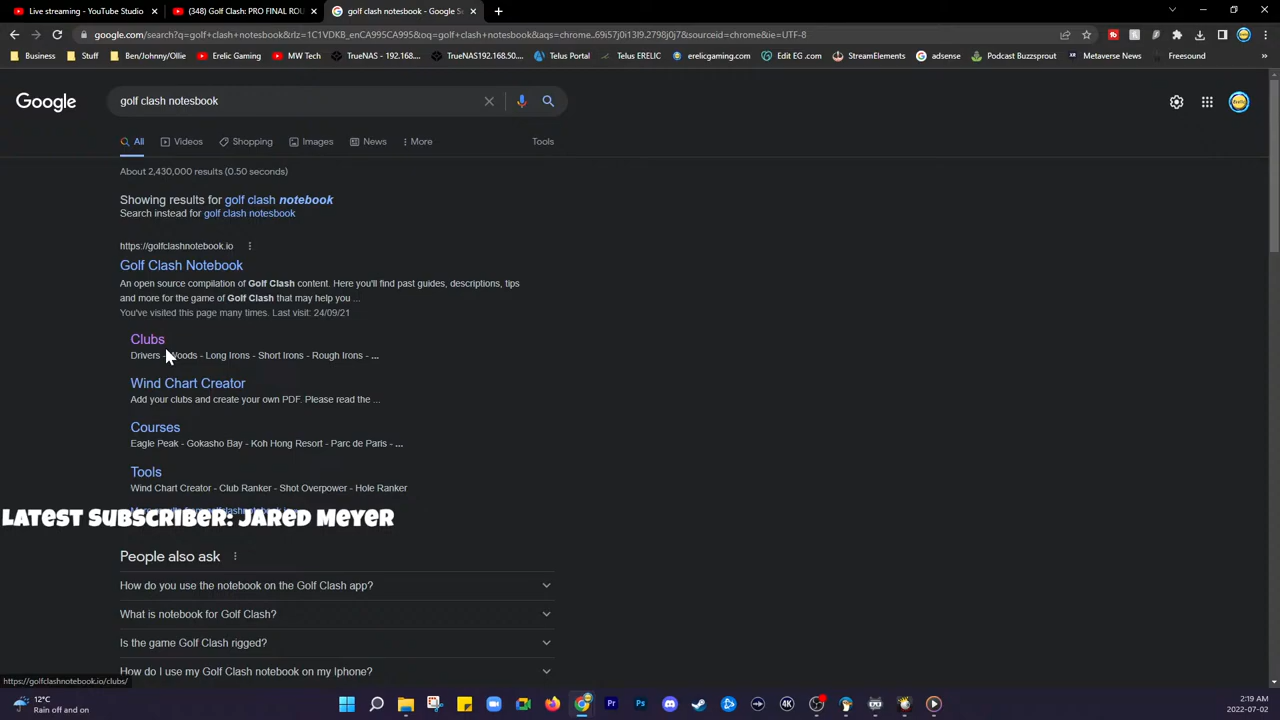 Live streaming - YouTube Studio
(348) Golf Clash: PRO FINAL ROU
golf clash notesbook - Google Se
google.com/search?q=golf+clash+notesbook&rlz=1C1VDKB_enCA995CA995&oq=golf+clash+notesbook&aqs=chrome..69i57j0i13l9.2798j0j7&sourceid=chrome&ie=UTF-8
Business
Stuff
Ben/Johnny/Ollie
Erelic Gaming
MW Tech
TrueNAS - 192.168....
TrueNAS192.168.50....
Telus Portal
Telus ERELIC
erelicgaming.com
Edit EG .com
StreamElements
adsense
Podcast Buzzsprout
Metaverse News
Freesound
Google
golf clash notesbook
All
Videos
Shopping
Images
News
More
Tools
About 2,430,000 results (0.50 seconds)
Showing results for golf clash notebook
Search instead for golf clash notesbook
https://golfclashnotebook.io
Golf Clash Notebook
An open source compilation of Golf Clash content. Here you'll find past guides, descriptions, tips
and more for the game of Golf Clash that may help you ...
You've visited this page many times. Last visit: 24/09/21
Clubs
Drivers - Woods - Long Irons - Short Irons - Rough Irons - ...
Wind Chart Creator
Add your clubs and create your own PDF. Please read the ...
Courses
Eagle Peak - Gokasho Bay - Koh Hong Resort - Parc de Paris - ...
Tools
Wind Chart Creator - Club Ranker - Shot Overpower - Hole Ranker
Latest Subscriber: Jared Meyer
People also ask
How do you use the notebook on the Golf Clash app?
What is notebook for Golf Clash?
Is the game Golf Clash rigged?
How do I use my Golf Clash notebook on my Iphone?
https://golfclashnotebook.io/clubs/
12°C
Rain off and on
2:19 AM
2022-07-02